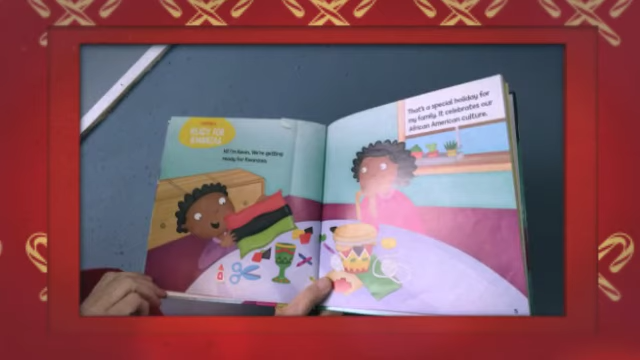 READY FOR
KWANZAA
Hi! I'm Kevin. We're getting
ready for Kwanzaa.
That's a special holiday for
my family. It celebrates our
African American culture.